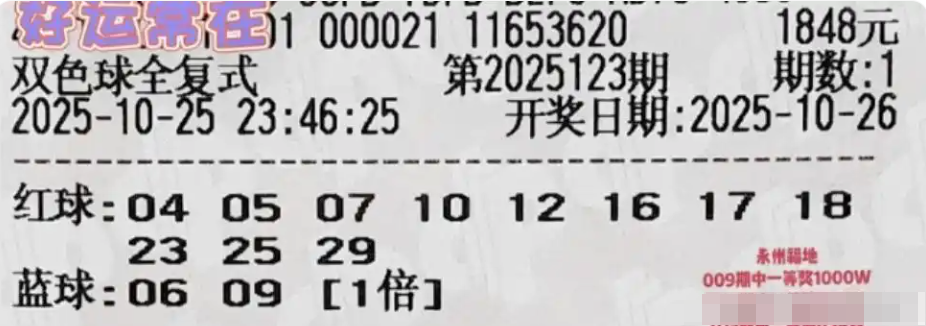 好运常在
01 000021 11653620 1848元
双色球全复式 第2025123期 期数:1
2025-10-25 23:46:25 开奖日期:2025-10-26
红球:04 05 07 10 12 16 17 18
23 25 29
蓝球:06 09 [1倍]
永州福地
009期中一等奖1000W